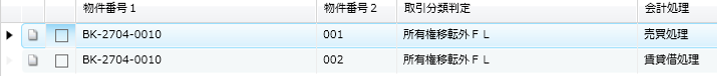 物件番号１ 物件番号２ 取引分類判定 会計処理
BK-2704-0010 001 所有権移転外ＦＬ 売買処理
BK-2704-0010 002 所有権移転外ＦＬ 賃貸借処理